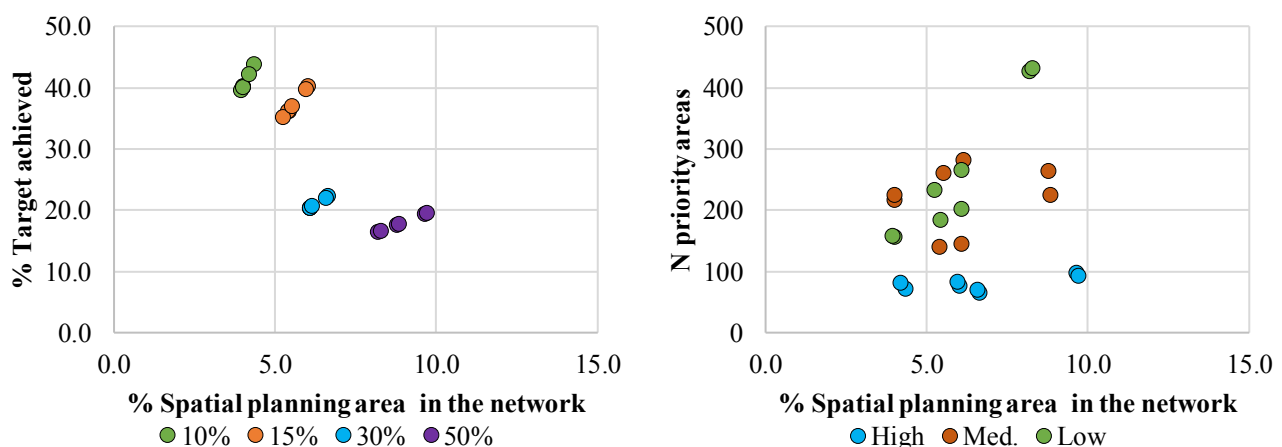 50.0
40.0
30.0
20.0
10.0
0.0
% Target achieved
0.0 5.0 10.0 15.0
% Spatial planning area in the network
10% 15% 30% 50%
500
400
300
200
100
0
N priority areas
0.0 5.0 10.0 15.0
% Spatial planning area in the network
High Med. Low